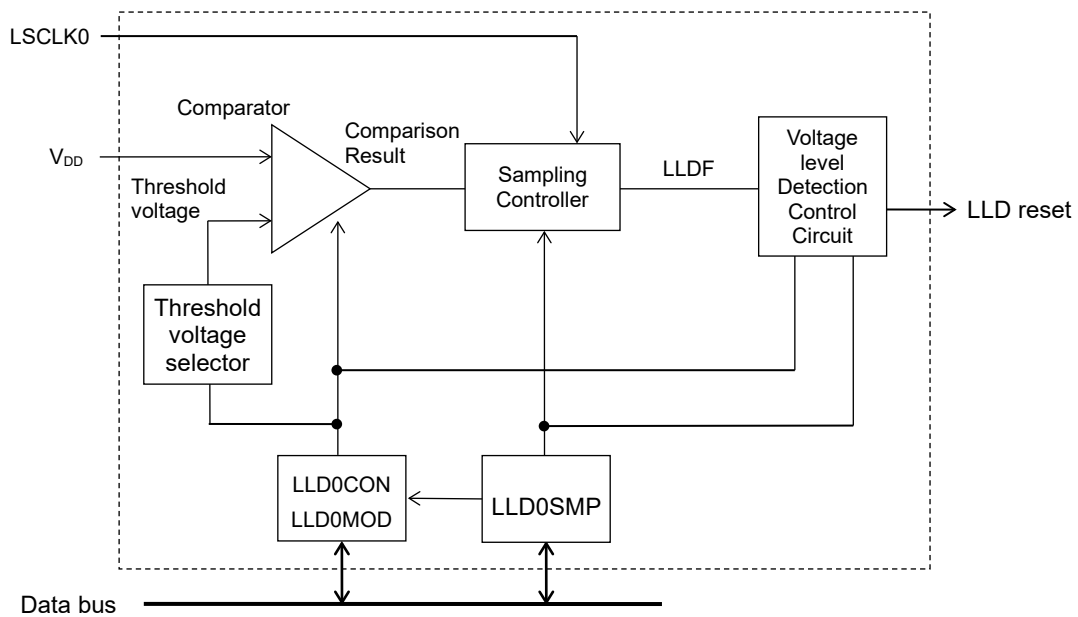 LSCLK0
Comparator
Comparison
Result
V_DD
Threshold
voltage
Sampling
Controller
LLDF
Voltage
level
Detection
Control
Circuit
LLD reset
Threshold
voltage
selector
LLD0CON
LLD0MOD
LLD0SMP
Data bus